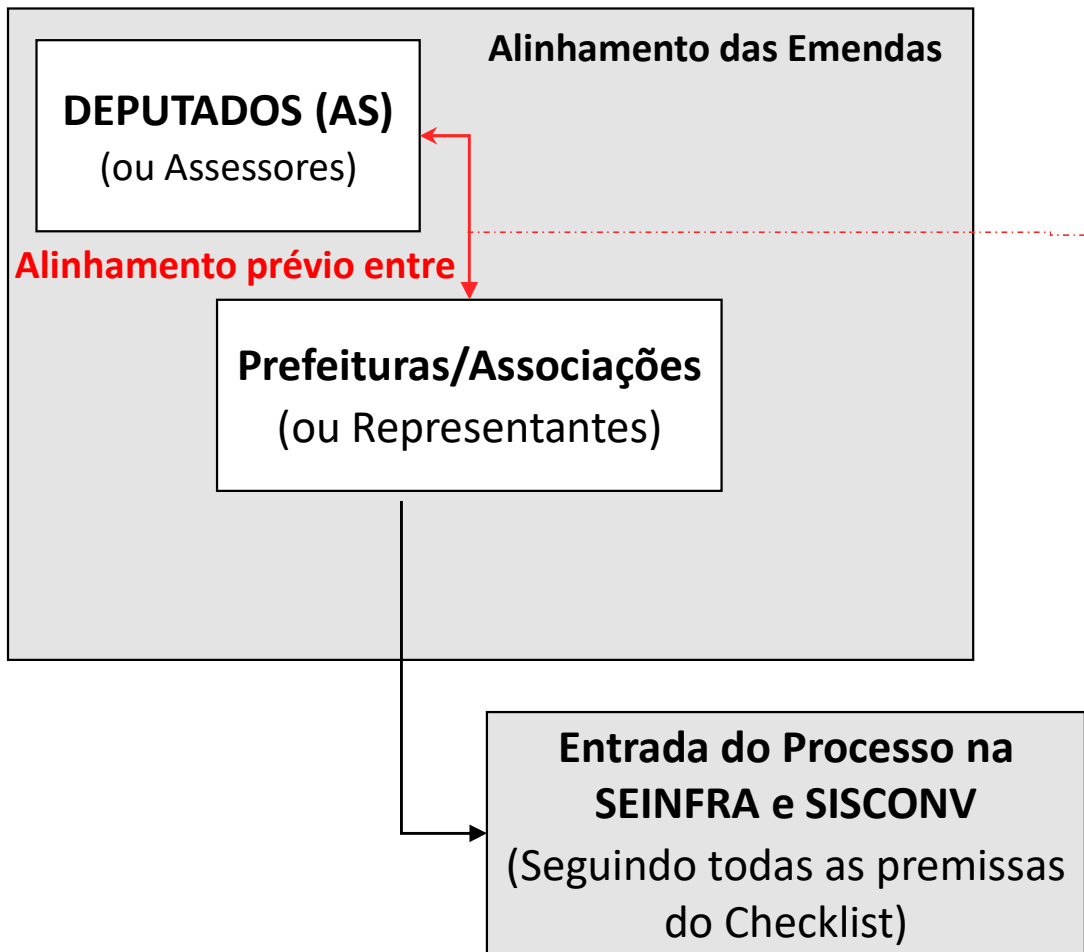 Alinhamento das Emendas
DEPUTADOS (AS)
(ou Assessores)
Alinhamento prévio entre
Prefeituras/Associações
(ou Representantes)
Entrada do Processo na
SEINFRA e SISCONV
(Seguindo todas as premissas
do Checklist)